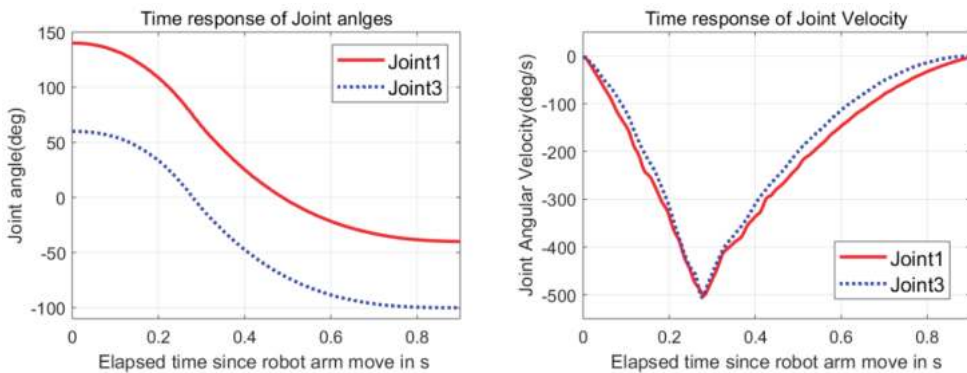 Time response of Joint anlges
150
100
50
0
-50
-100
Joint angle(deg)
Joint1
Joint3
0
0.2
0.4
0.6
0.8
Elapsed time since robot arm move in s
Time response of Joint Velocity
0
-100
-200
-300
-400
-500
Joint Angular Velocity(deg/s)
Joint1
Joint3
0
0.2
0.4
0.6
0.8
Elapsed time since robot arm move in s